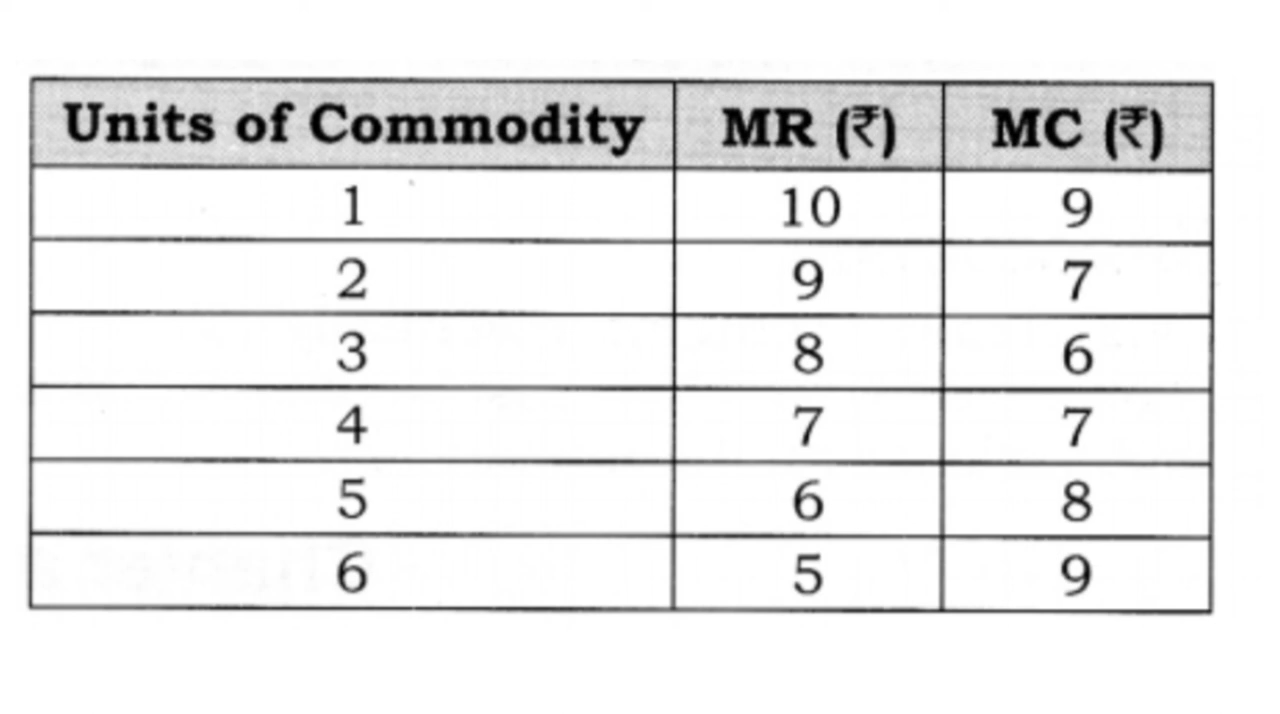 Units of Commodity MR (₹) MC (₹)
1 10 9
2 9 7
3 8 6
4 7 7
5 6 8
6 5 9